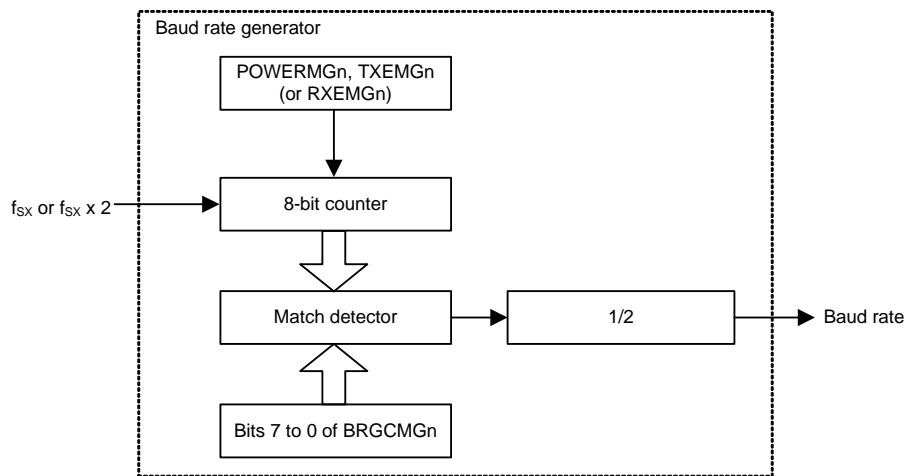 Baud rate generator
POWERMGn, TXEMGn
(or RXEMGn)
8-bit counter
fSX or fSX x 2
Match detector
1/2
Baud rate
Bits 7 to 0 of BRGCMGn